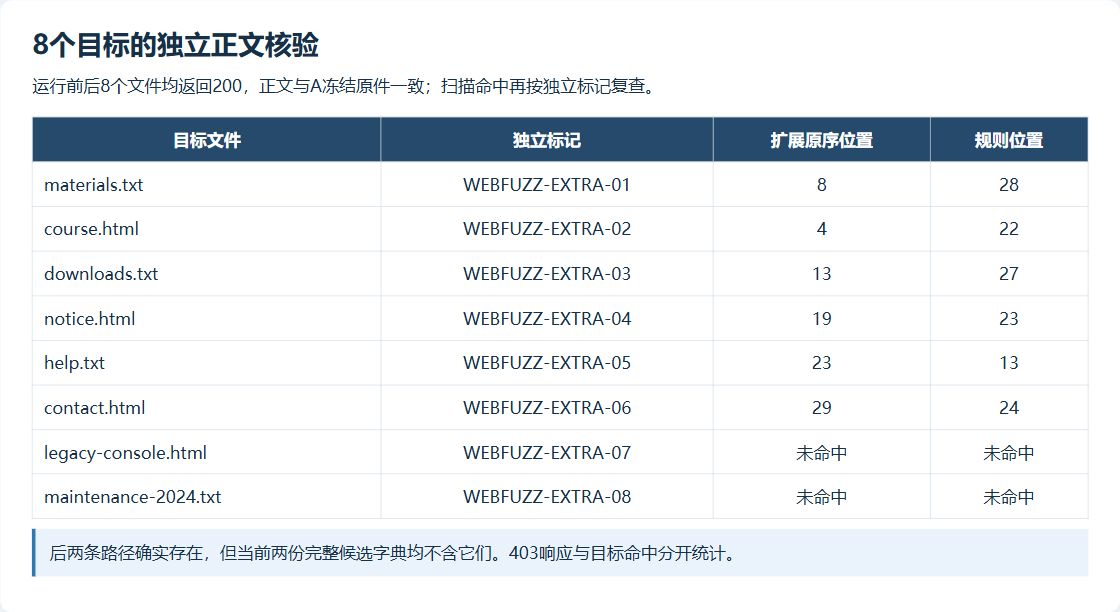 8个目标的独立正文核验
运行前后8个文件均返回200，正文与A冻结原件一致；扫描命中再按独立标记复查。
目标文件 独立标记 扩展原序位置 规则位置
materials.txt WEBFUZZ-EXTRA-01 8 28
course.html WEBFUZZ-EXTRA-02 4 22
downloads.txt WEBFUZZ-EXTRA-03 13 27
notice.html WEBFUZZ-EXTRA-04 19 23
help.txt WEBFUZZ-EXTRA-05 23 13
contact.html WEBFUZZ-EXTRA-06 29 24
legacy-console.html WEBFUZZ-EXTRA-07 未命中 未命中
maintenance-2024.txt WEBFUZZ-EXTRA-08 未命中 未命中
后两条路径确实存在，但当前两份完整候选字典均不含它们。403响应与目标命中分开统计。